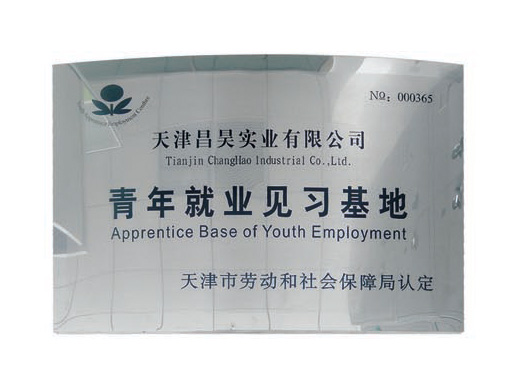 №: 000365
天津昌昊实业有限公司
Tianjin ChangHao Industrial Co.,Ltd.
青年就业见习基地
Apprentice Base of Youth Employment
天津市劳动和社会保障局认定